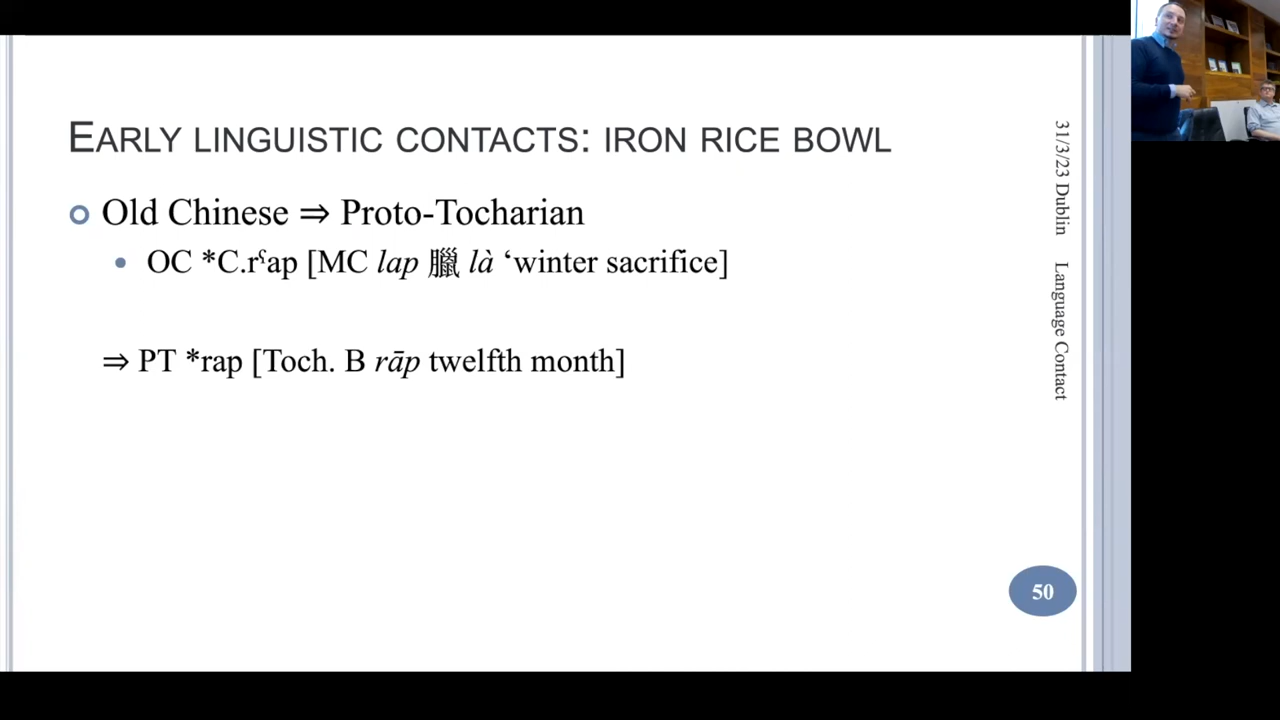 EARLY LINGUISTIC CONTACTS: IRON RICE BOWL
Old Chinese ⇒ Proto-Tocharian
OC *C.rˤap [MC lap 臘 là ‘winter sacrifice]
⇒ PT *rap [Toch. B rāp twelfth month]
31/3/23 Dublin Language Contact
50